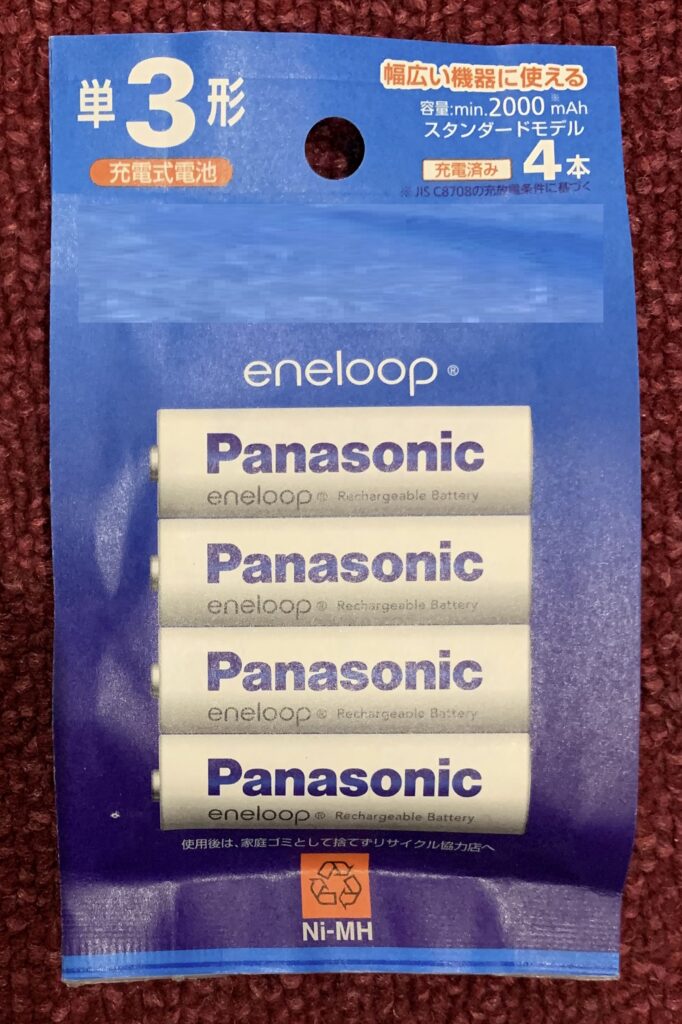 単3形
充電式電池
幅広い機器に使える
容量:min.2000※mAh
スタンダードモデル
充電済み 4本
※JIS C8708の充放電条件に基づく
eneloop®
Panasonic
eneloop® Rechargeable Battery
Panasonic
eneloop® Rechargeable Battery
Panasonic
eneloop® Rechargeable Battery
Panasonic
eneloop® Rechargeable Battery
使用後は、家庭ゴミとして捨てずリサイクル協力店へ
Ni-MH